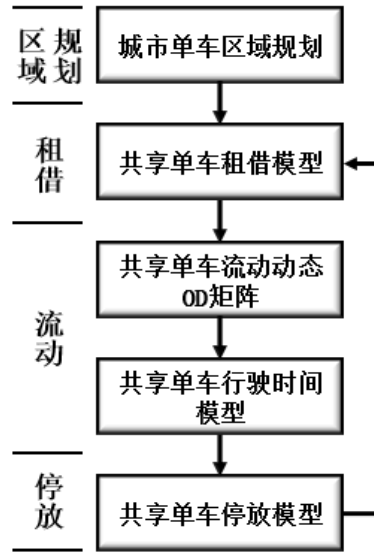 规划
区域
城市单车区域规划
租借
共享单车租借模型
流动
共享单车流动动态
OD矩阵
共享单车行驶时间
模型
停放
共享单车停放模型